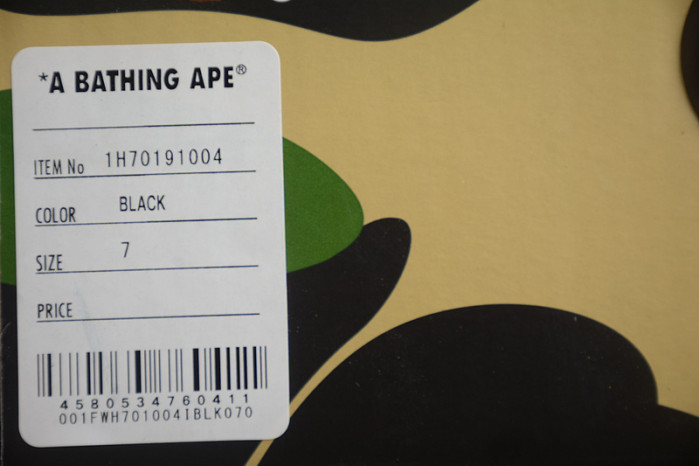 *A BATHING APE®
ITEM No 1H70191004
COLOR BLACK
SIZE 7
PRICE
4580534760411
001FWH701004IBLK070